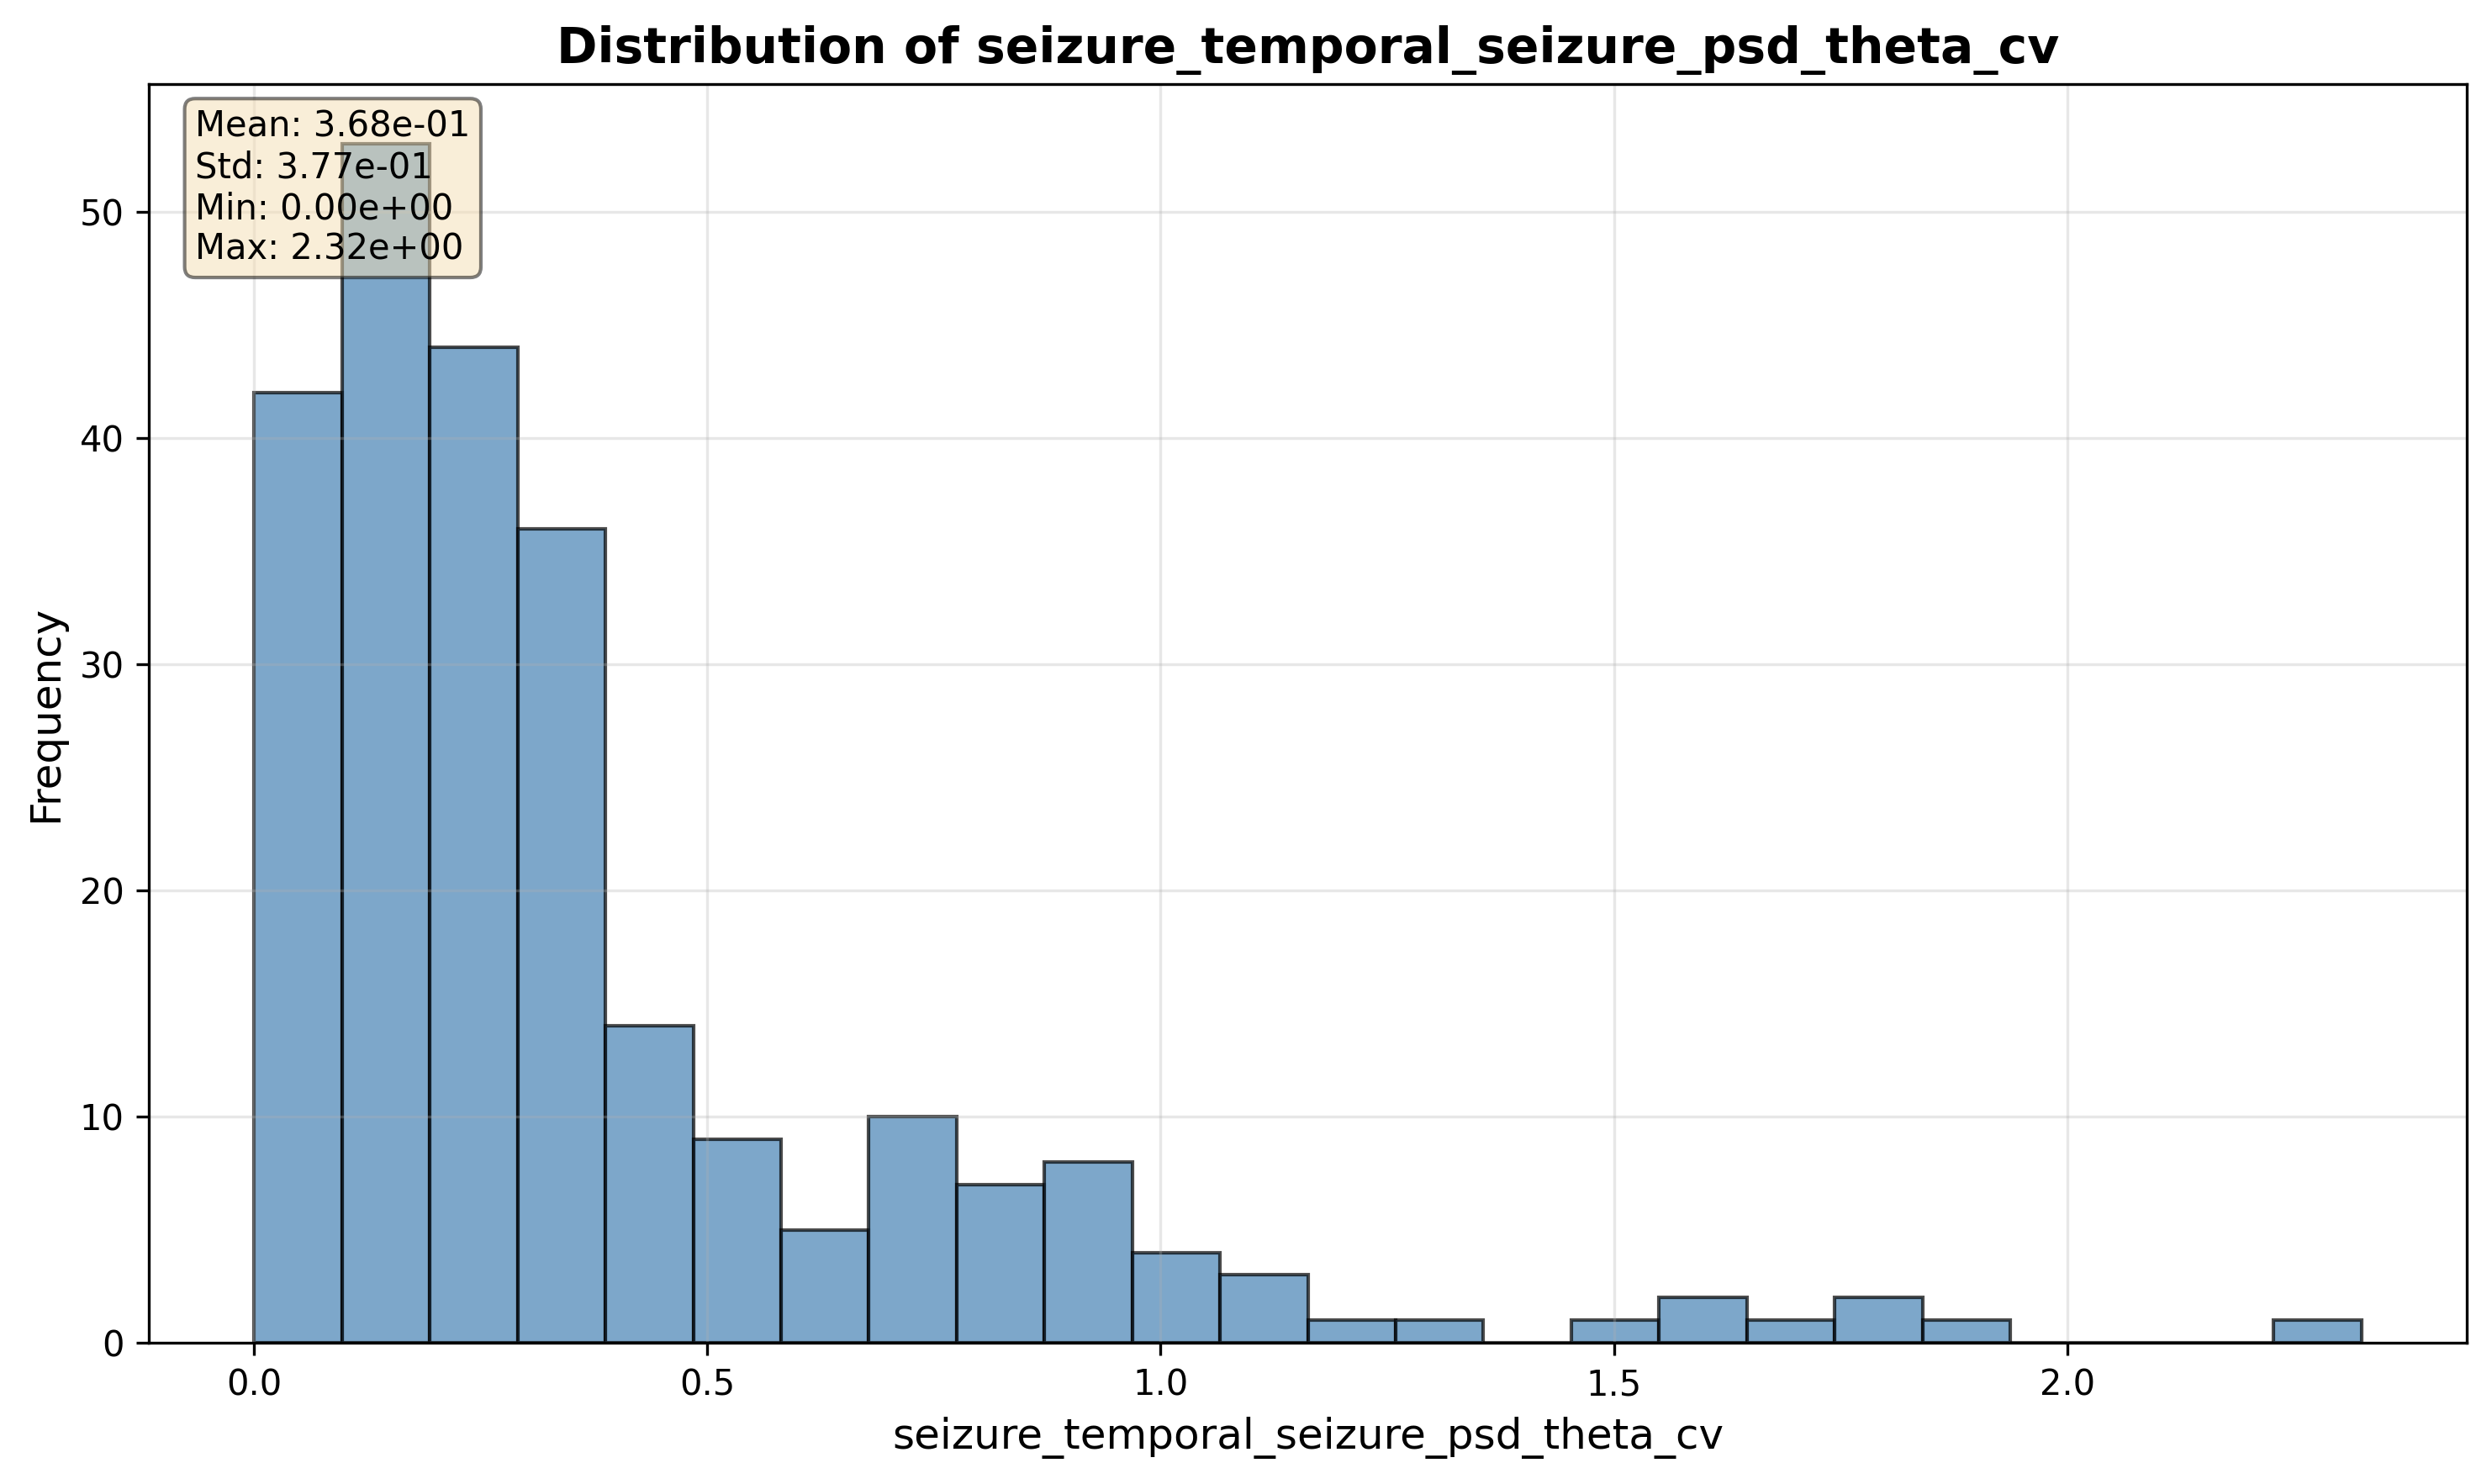 Distribution of seizure_temporal_seizure_psd_theta_cv
Mean: 3.68e-01
Std: 3.77e-01
Min: 0.00e+00
Max: 2.32e+00
Frequency
50
40
30
20
10
0
0.0 0.5 1.0 1.5 2.0
seizure_temporal_seizure_psd_theta_cv